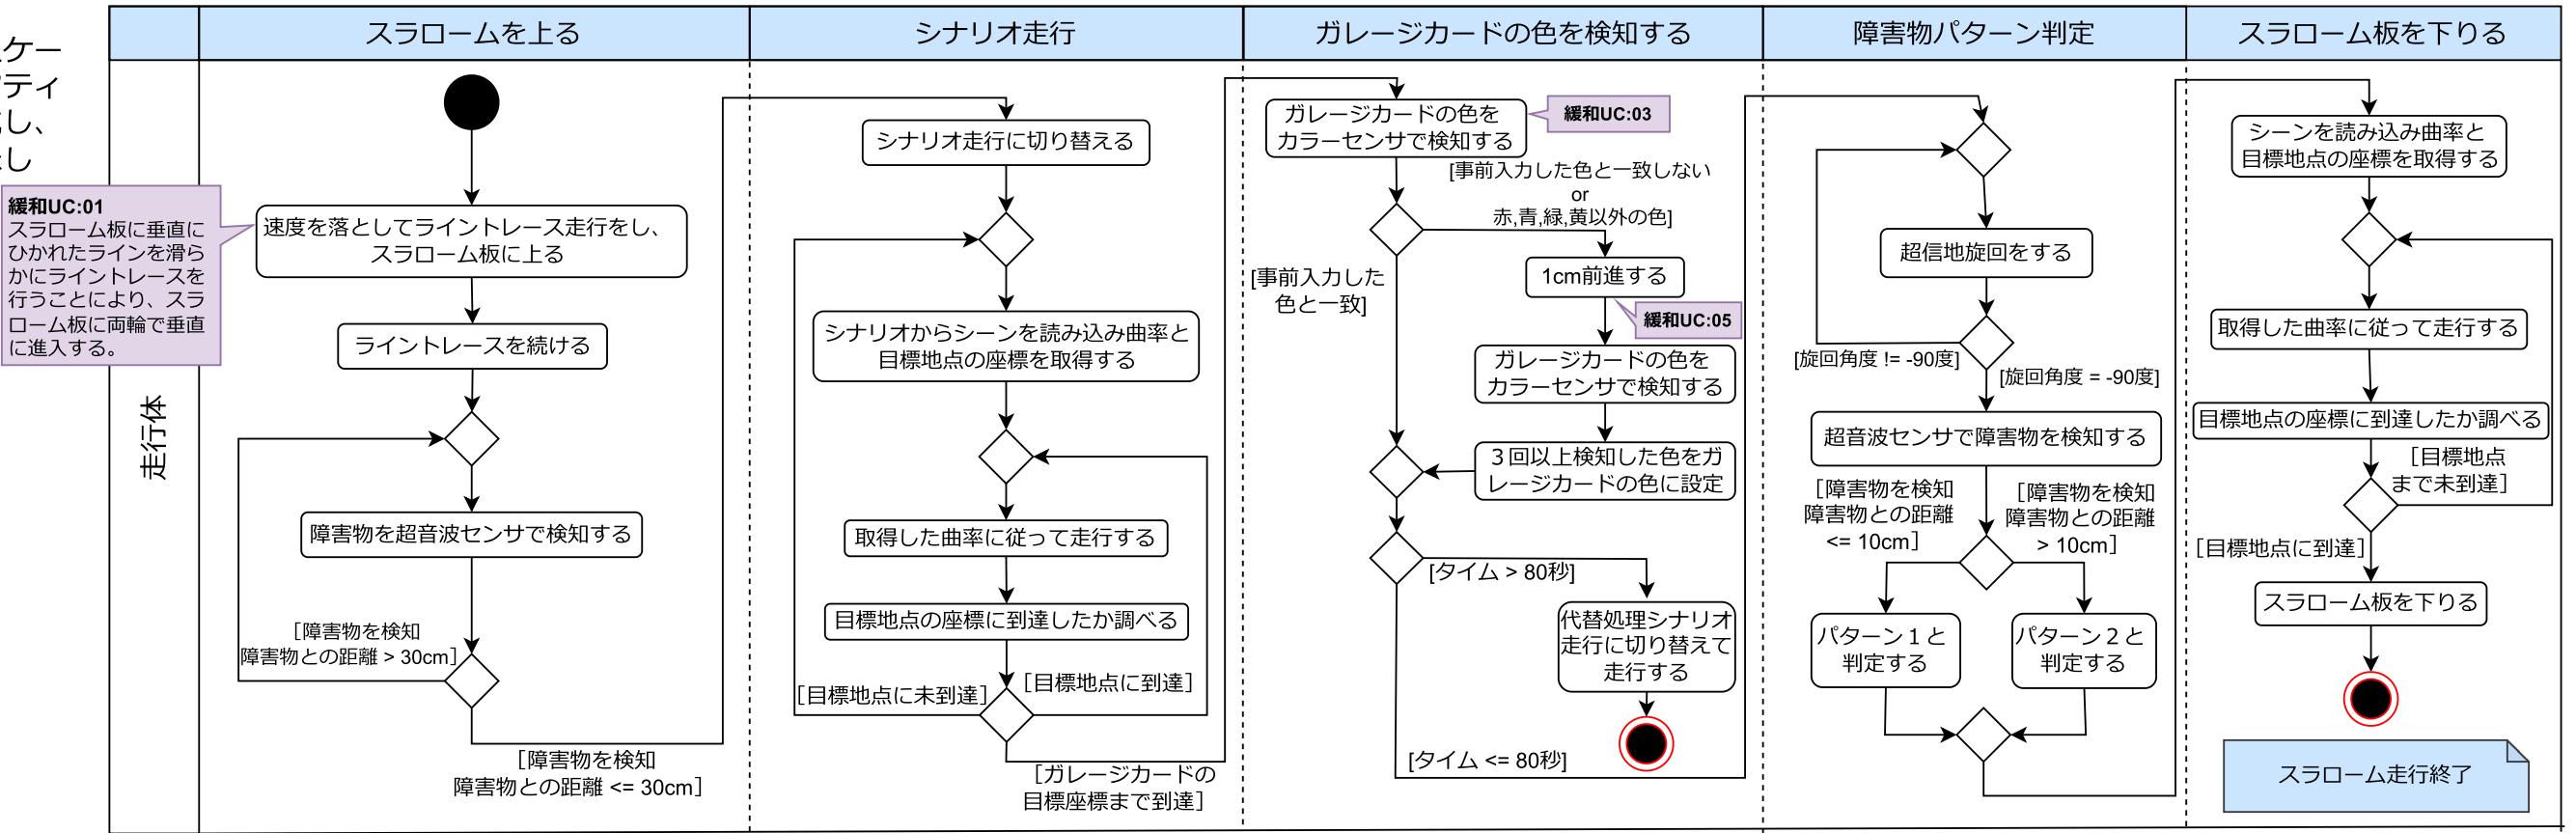 スラロームを上る
シナリオ走行
ガレージカードの色を検知する
障害物パターン判定
スラローム板を下りる
ケー
ティ
し、
し
走行体
緩和UC:01
スラローム板に垂直に
ひかれたラインを滑ら
かにライントレースを
行うことにより、スラ
ローム板に両輪で垂直
に進入する。
速度を落としてライントレース走行をし、
スラローム板に上る
ライントレースを続ける
障害物を超音波センサで検知する
[障害物を検知
障害物との距離 > 30cm]
[障害物を検知
障害物との距離 <= 30cm]
シナリオ走行に切り替える
シナリオからシーンを読み込み曲率と
目標地点の座標を取得する
取得した曲率に従って走行する
目標地点の座標に到達したか調べる
[目標地点に未到達]
[目標地点に到達]
[ガレージカードの
目標座標まで到達]
ガレージカードの色を
カラーセンサで検知する
緩和UC:03
[事前入力した色と一致しない
or
赤,青,緑,黄以外の色]
[事前入力した
色と一致]
1cm前進する
緩和UC:05
ガレージカードの色を
カラーセンサで検知する
３回以上検知した色をガ
レージカードの色に設定
[タイム > 80秒]
代替処理シナリオ
走行に切り替えて
走行する
[タイム <= 80秒]
超信地旋回をする
[旋回角度 != -90度]
[旋回角度 = -90度]
超音波センサで障害物を検知する
[障害物を検知
障害物との距離
<= 10cm]
[障害物を検知
障害物との距離
> 10cm]
パターン１と
判定する
パターン２と
判定する
シーンを読み込み曲率と
目標地点の座標を取得する
取得した曲率に従って走行する
目標地点の座標に到達したか調べる
[目標地点
まで未到達]
[目標地点に到達]
スラローム板を下りる
スラローム走行終了